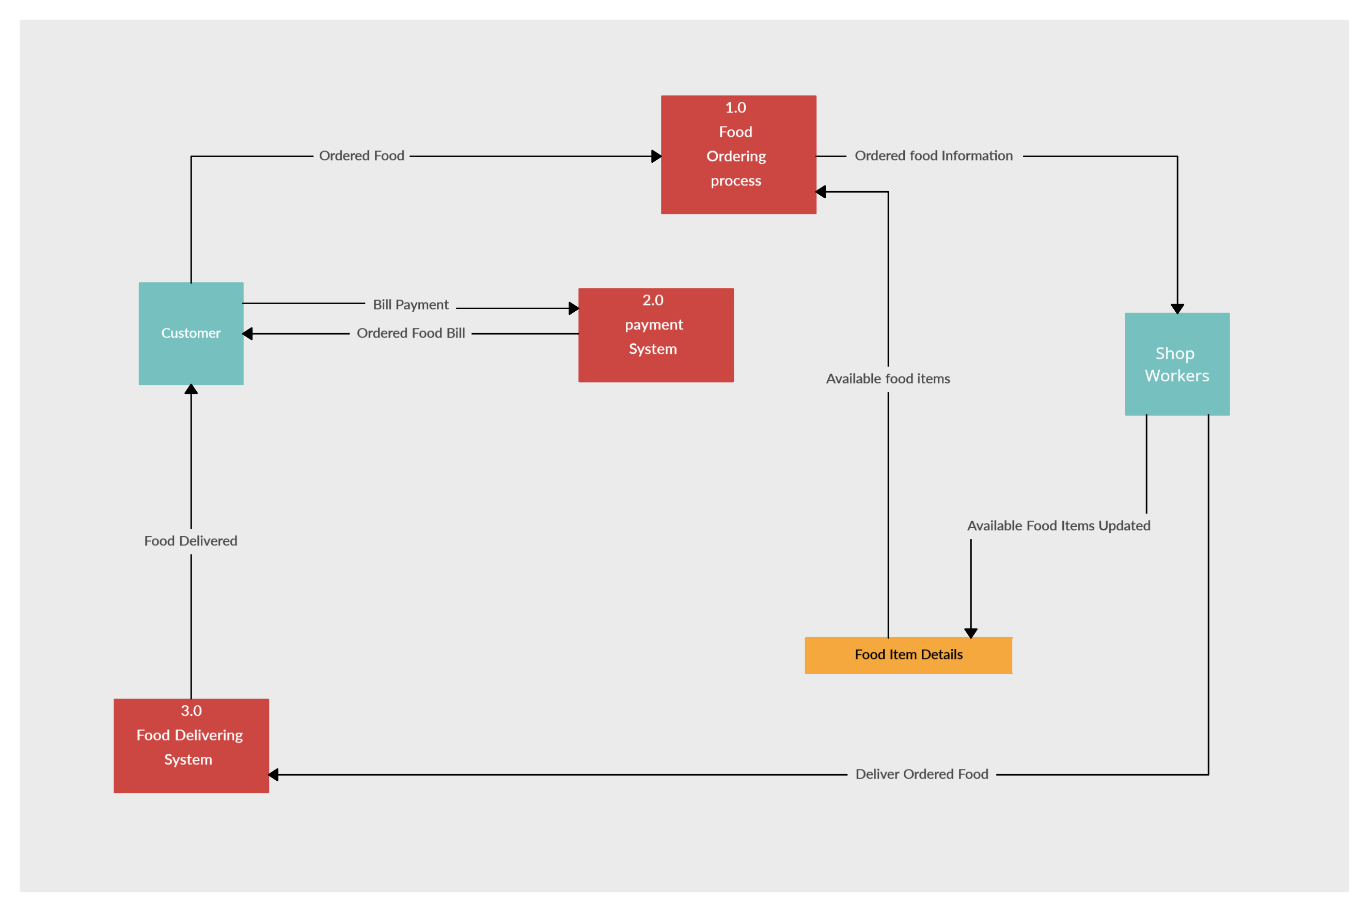 1.0
Food
Ordering
process
Ordered Food
Ordered food Information
Bill Payment
2.0
payment
System
Customer
Ordered Food Bill
Shop
Workers
Available food items
Available Food Items Updated
Food Delivered
Food Item Details
3.0
Food Delivering
System
Deliver Ordered Food